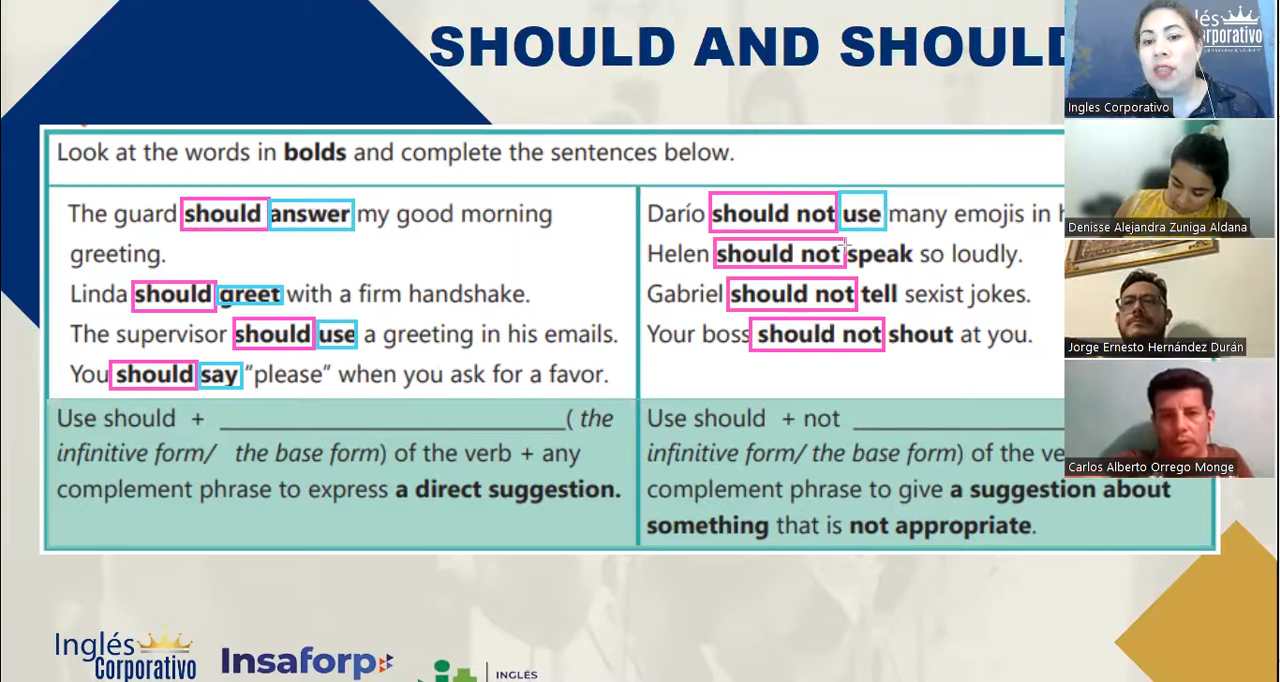 SHOULD AND SHOULD
Look at the words in bolds and complete the sentences below.
The guard should answer my good morning
greeting.
Linda should greet with a firm handshake.
The supervisor should use a greeting in his emails.
You should say “please” when you ask for a favor.
Use should + ______________________________( the
infinitive form/ the base form) of the verb + any
complement phrase to express a direct suggestion.
Darío should not use many emojis in h
Helen should not speak so loudly.
Gabriel should not tell sexist jokes.
Your boss should not shout at you.
Use should + not __________________
infinitive form/ the base form) of the ve
complement phrase to give a suggestion about
something that is not appropriate.
és
Corporativo
Ingles Corporativo
Denisse Alejandra Zuniga Aldana
Jorge Ernesto Hernández Durán
Carlos Alberto Orrego Monge
Inglés
Corporativo
Insaforp
INGLÉS